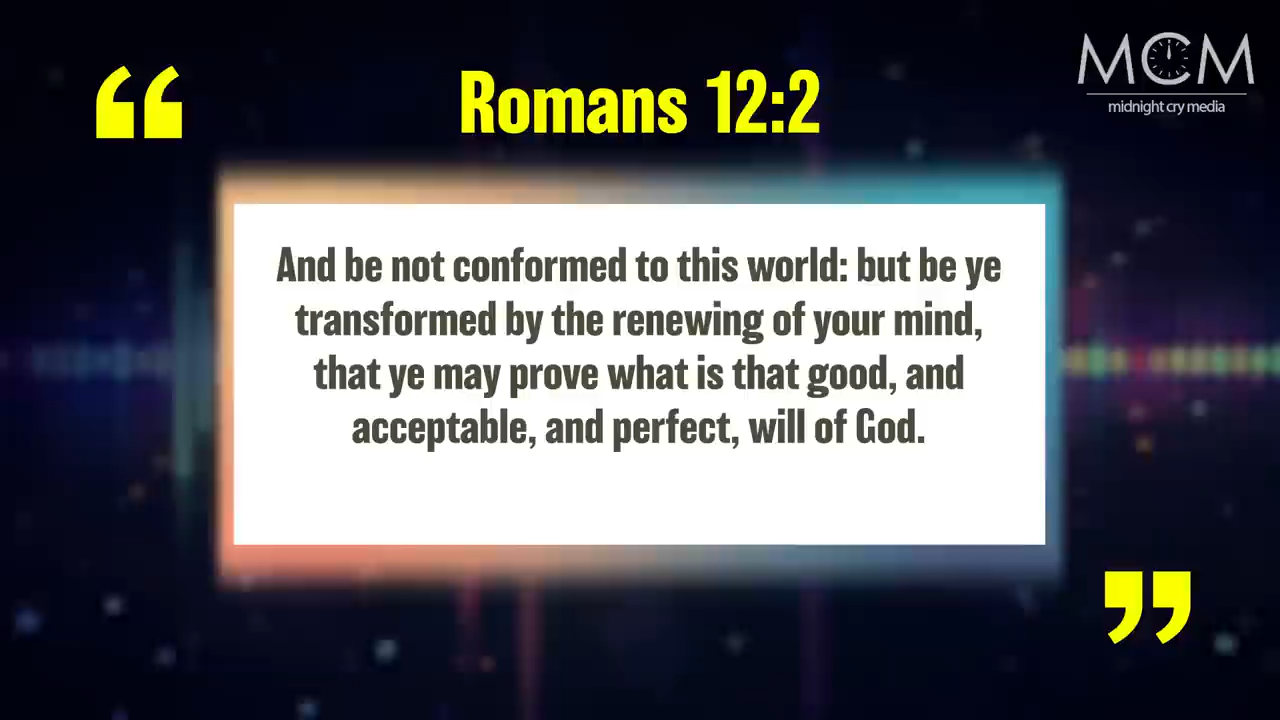 “
Romans 12:2
MCM
midnight cry media
And be not conformed to this world: but be ye
transformed by the renewing of your mind,
that ye may prove what is that good, and
acceptable, and perfect, will of God.
”